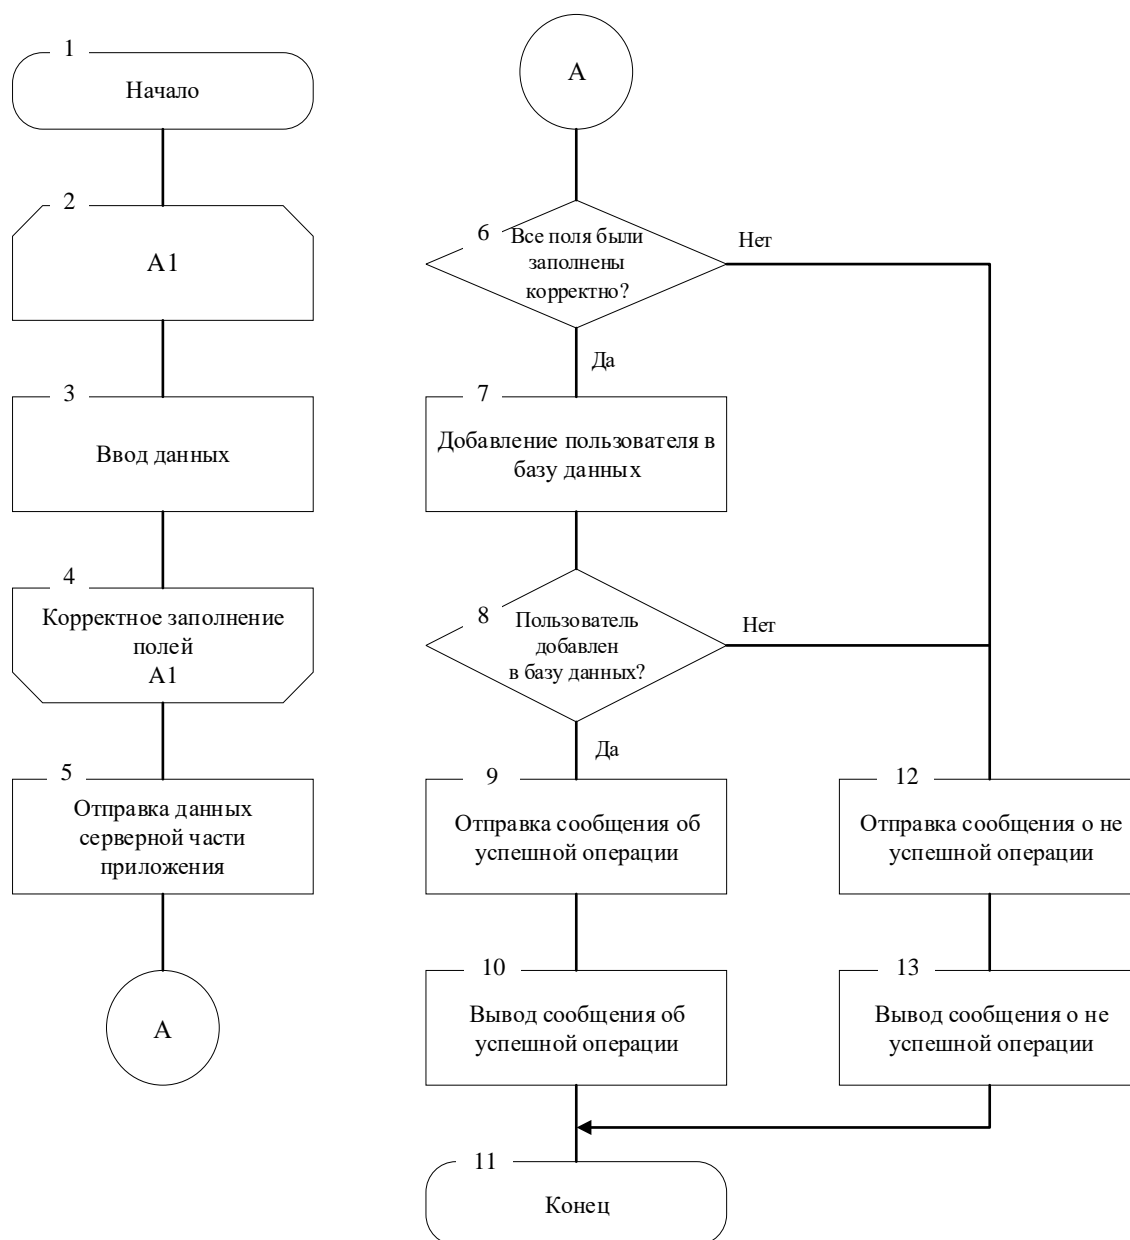 1
Начало
2
А1
3
Ввод данных
4
Корректное заполнение
полей
А1
5
Отправка данных
серверной части
приложения
А
А
6
Все поля были
заполнены
корректно?
Нет
Да
7
Добавление пользователя в
базу данных
8
Пользователь
добавлен
в базу данных?
Нет
Да
9
Отправка сообщения об
успешной операции
10
Вывод сообщения об
успешной операции
12
Отправка сообщения о не
успешной операции
13
Вывод сообщения о не
успешной операции
11
Конец